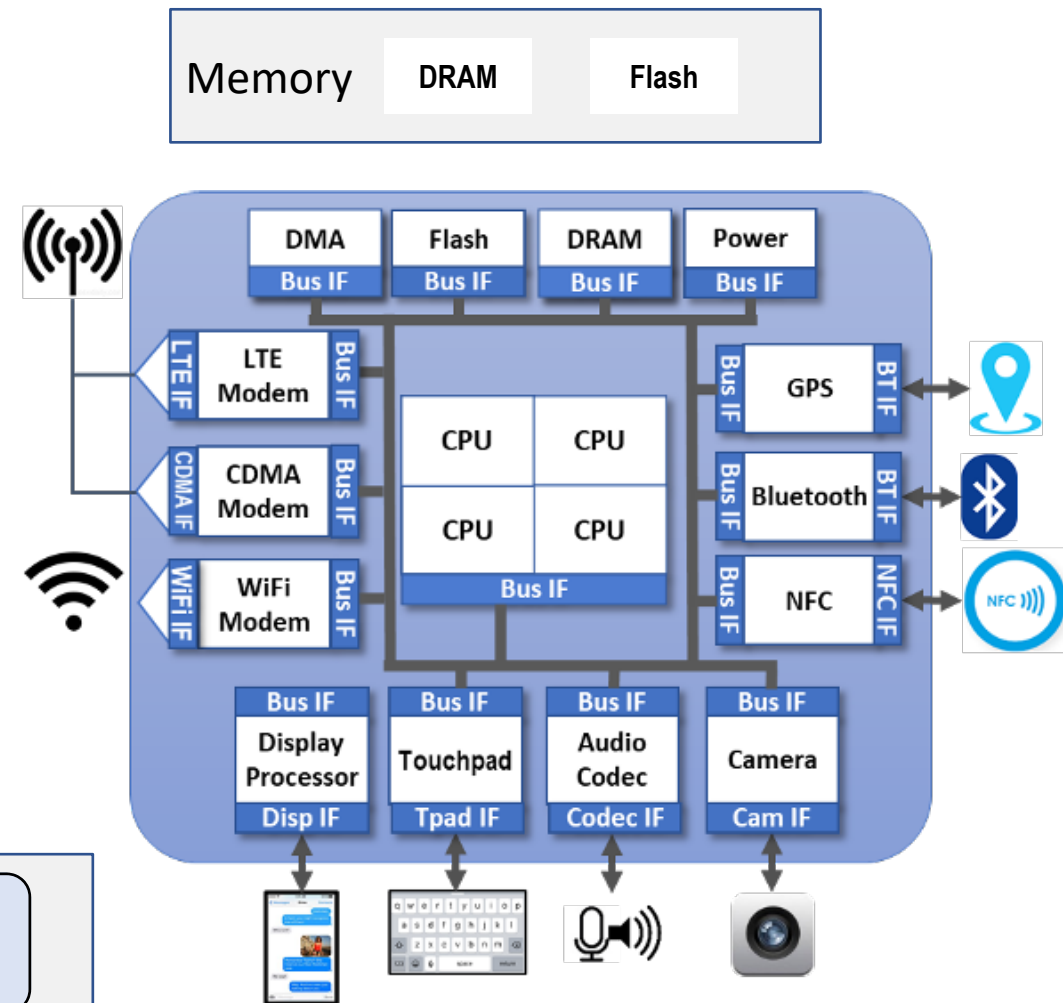 Memory DRAM Flash
DMA Flash DRAM Power
Bus IF Bus IF Bus IF Bus IF
LTE IF
LTE
Modem
Bus IF
CDMA IF
CDMA
Modem
Bus IF
WiFi IF
WiFi
Modem
Bus IF
CPU CPU
CPU CPU
Bus IF
Bus IF
GPS
BT IF
Bus IF
Bluetooth
BT IF
Bus IF
NFC
NFC IF
NFC
Bus IF Bus IF Bus IF Bus IF
Display
Processor
Touchpad
Audio
Codec
Camera
Disp IF Tpad IF Codec IF Cam IF
q w e r t y u i o p
a s d f g h j k l
z x c v b n m
123 space return